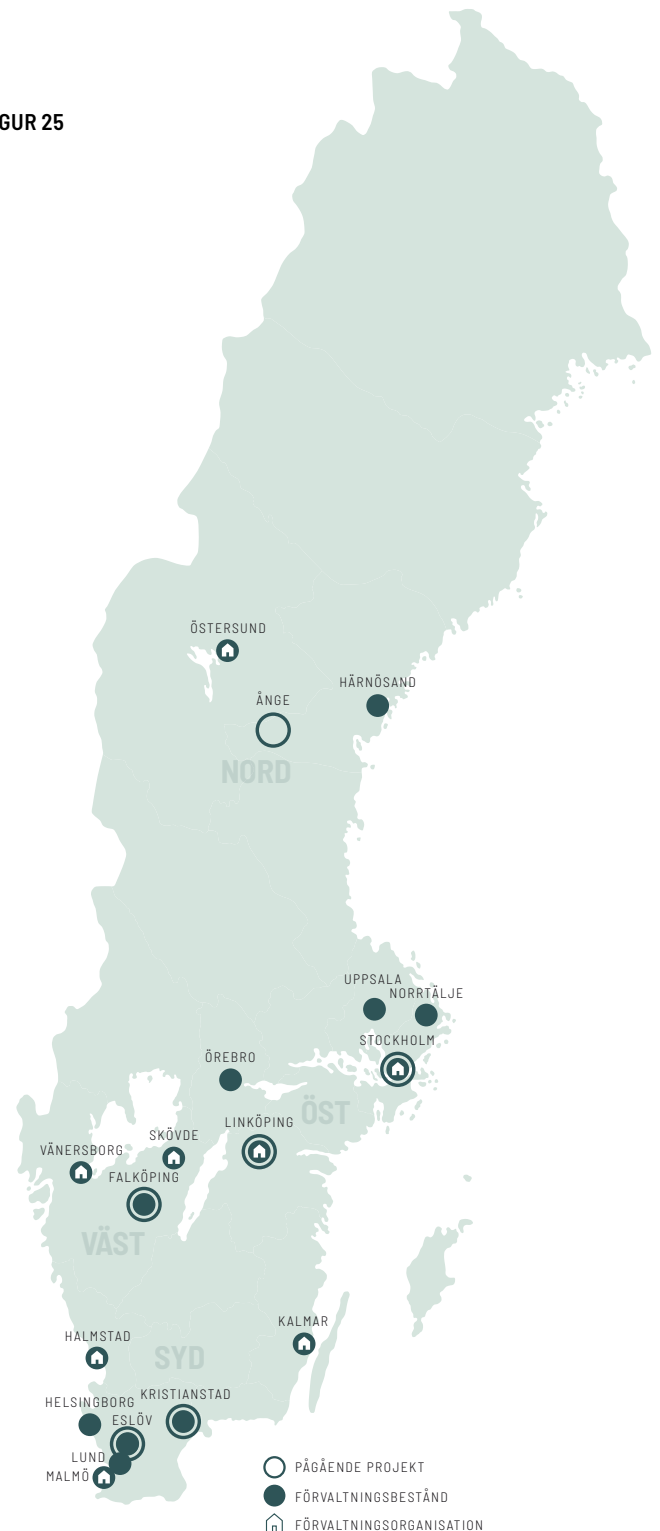 GUR 25
ÖSTERSUND
HÄRNÖSAND
ÅNGE
NORD
UPPSALA
NORRTÄLJE
STOCKHOLM
ÖREBRO
ÖST
LINKÖPING
SKÖVDE
VÄNERSBORG
FALKÖPING
VÄST
KALMAR
HALMSTAD
SYD
KRISTIANSTAD
HELSINGBORG
ESLÖV
LUND
MALMÖ
PÅGÅENDE PROJEKT
FÖRVALTNINGSBESTÅND
FÖRVALTNINGSORGANISATION